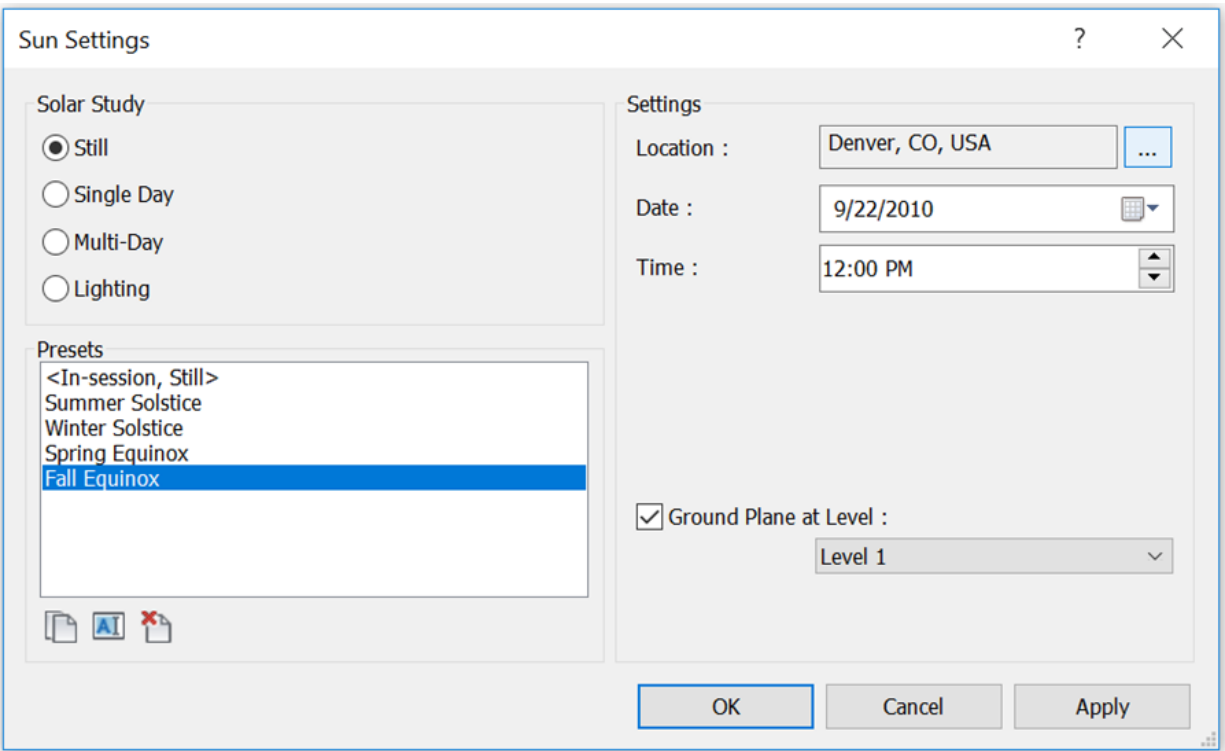 Sun Settings
?
Solar Study
Still
Single Day
Multi-Day
Lighting
Presets
<In-session, Still>
Summer Solstice
Winter Solstice
Spring Equinox
Fall Equinox
AI
Settings
Location :
Denver, CO, USA
...
Date :
9/22/2010
Time :
12:00 PM
Ground Plane at Level :
Level 1
OK
Cancel
Apply